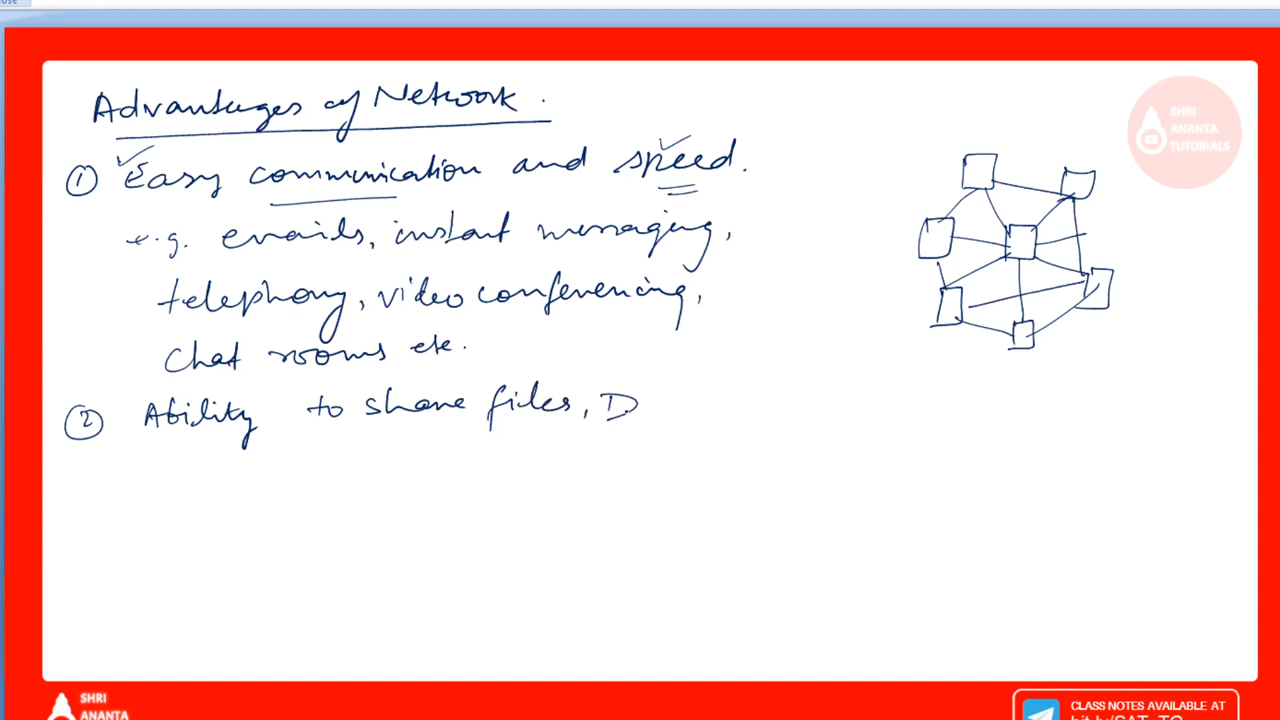 Advantages of Network.
① Easy communication and speed.
e.g. emails, instant messaging,
telephony, video conferencing,
Chat rooms etc.
② Ability to share files, D
SHRI
ANANTA
TUTORIALS
SHRI
ANANTA
CLASS NOTES AVAILABLE AT